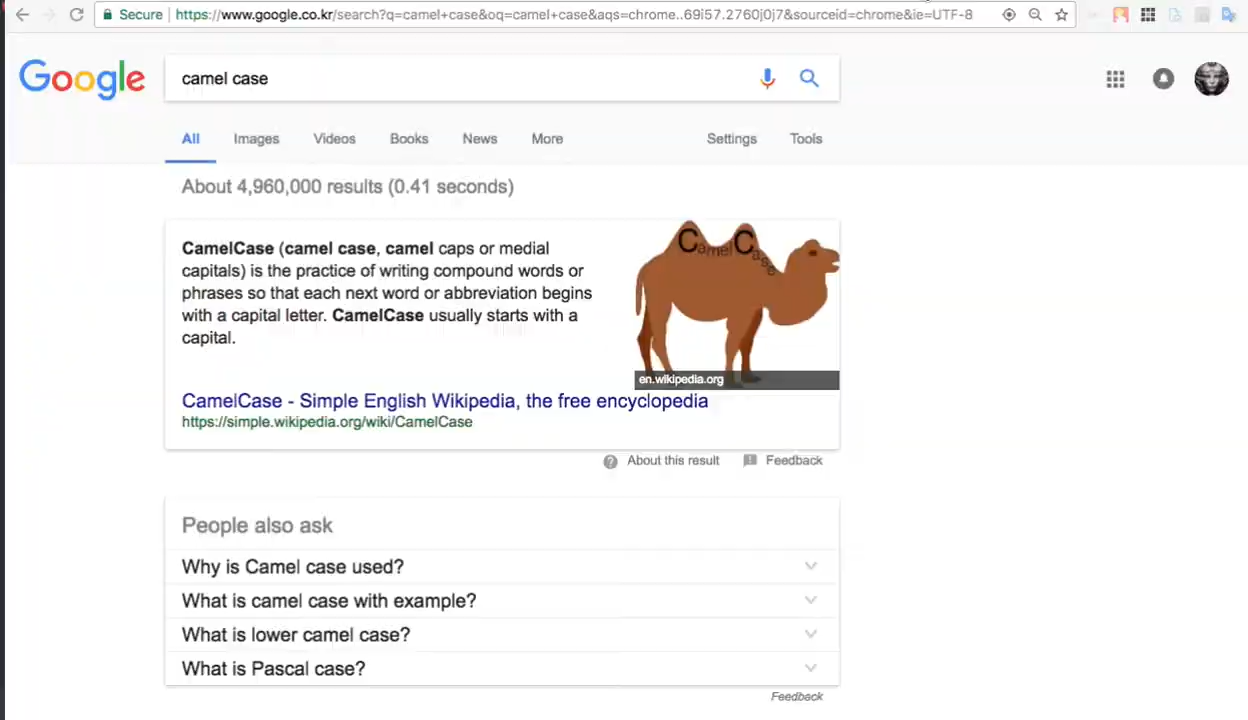 Secure https://www.google.co.kr/search?q=camel+case&oq=camel+case&aqs=chrome..69i57.2760j0j7&sourceid=chrome&ie=UTF-8
Google
camel case
All Images Videos Books News More Settings Tools
About 4,960,000 results (0.41 seconds)
CamelCase (camel case, camel caps or medial
capitals) is the practice of writing compound words or
phrases so that each next word or abbreviation begins
with a capital letter. CamelCase usually starts with a
capital.
CamelCase
en.wikipedia.org
CamelCase - Simple English Wikipedia, the free encyclopedia
https://simple.wikipedia.org/wiki/CamelCase
About this result Feedback
People also ask
Why is Camel case used?
What is camel case with example?
What is lower camel case?
What is Pascal case?
Feedback